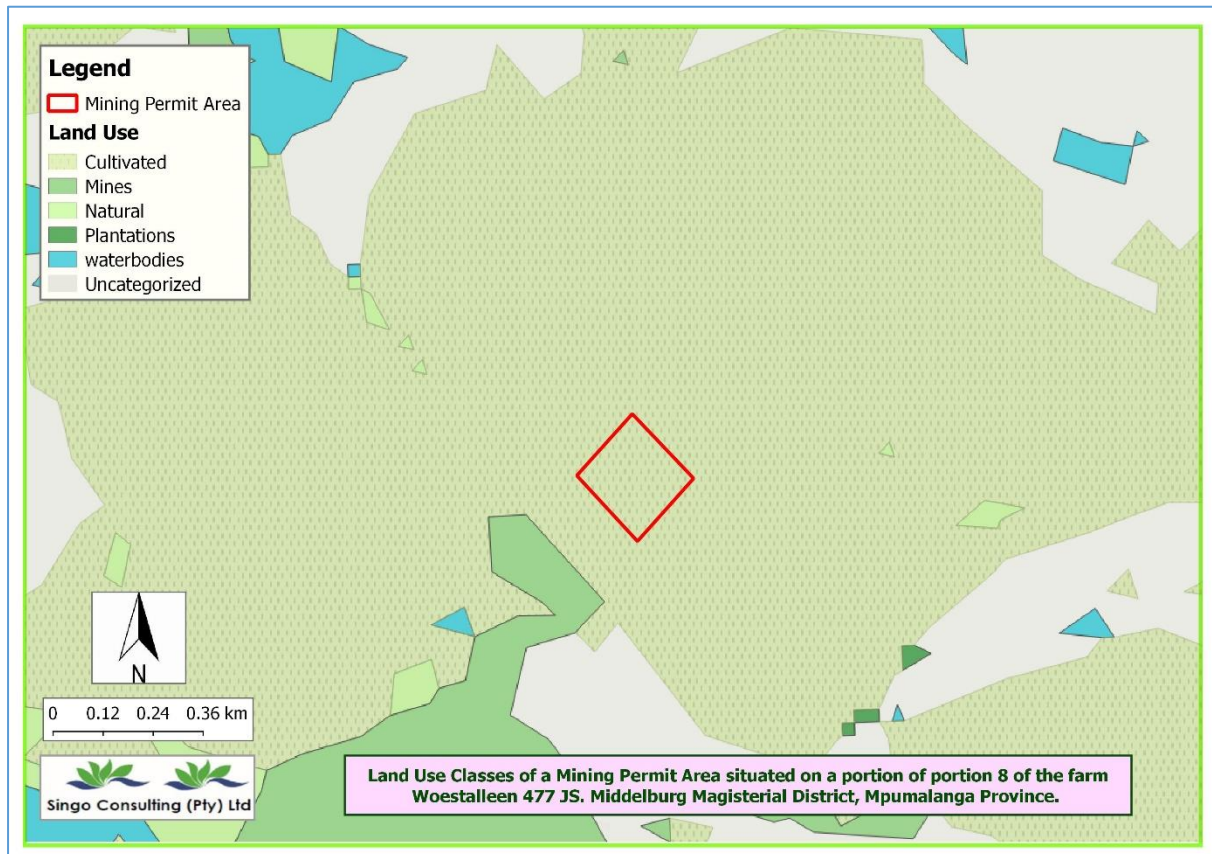 Legend
Mining Permit Area
Land Use
Cultivated
Mines
Natural
Plantations
waterbodies
Uncategorized
N
0 0.12 0.24 0.36 km
Singo Consulting (Pty) Ltd
Land Use Classes of a Mining Permit Area situated on a portion of portion 8 of the farm
Woestalleen 477 JS. Middelburg Magisterial District, Mpumalanga Province.